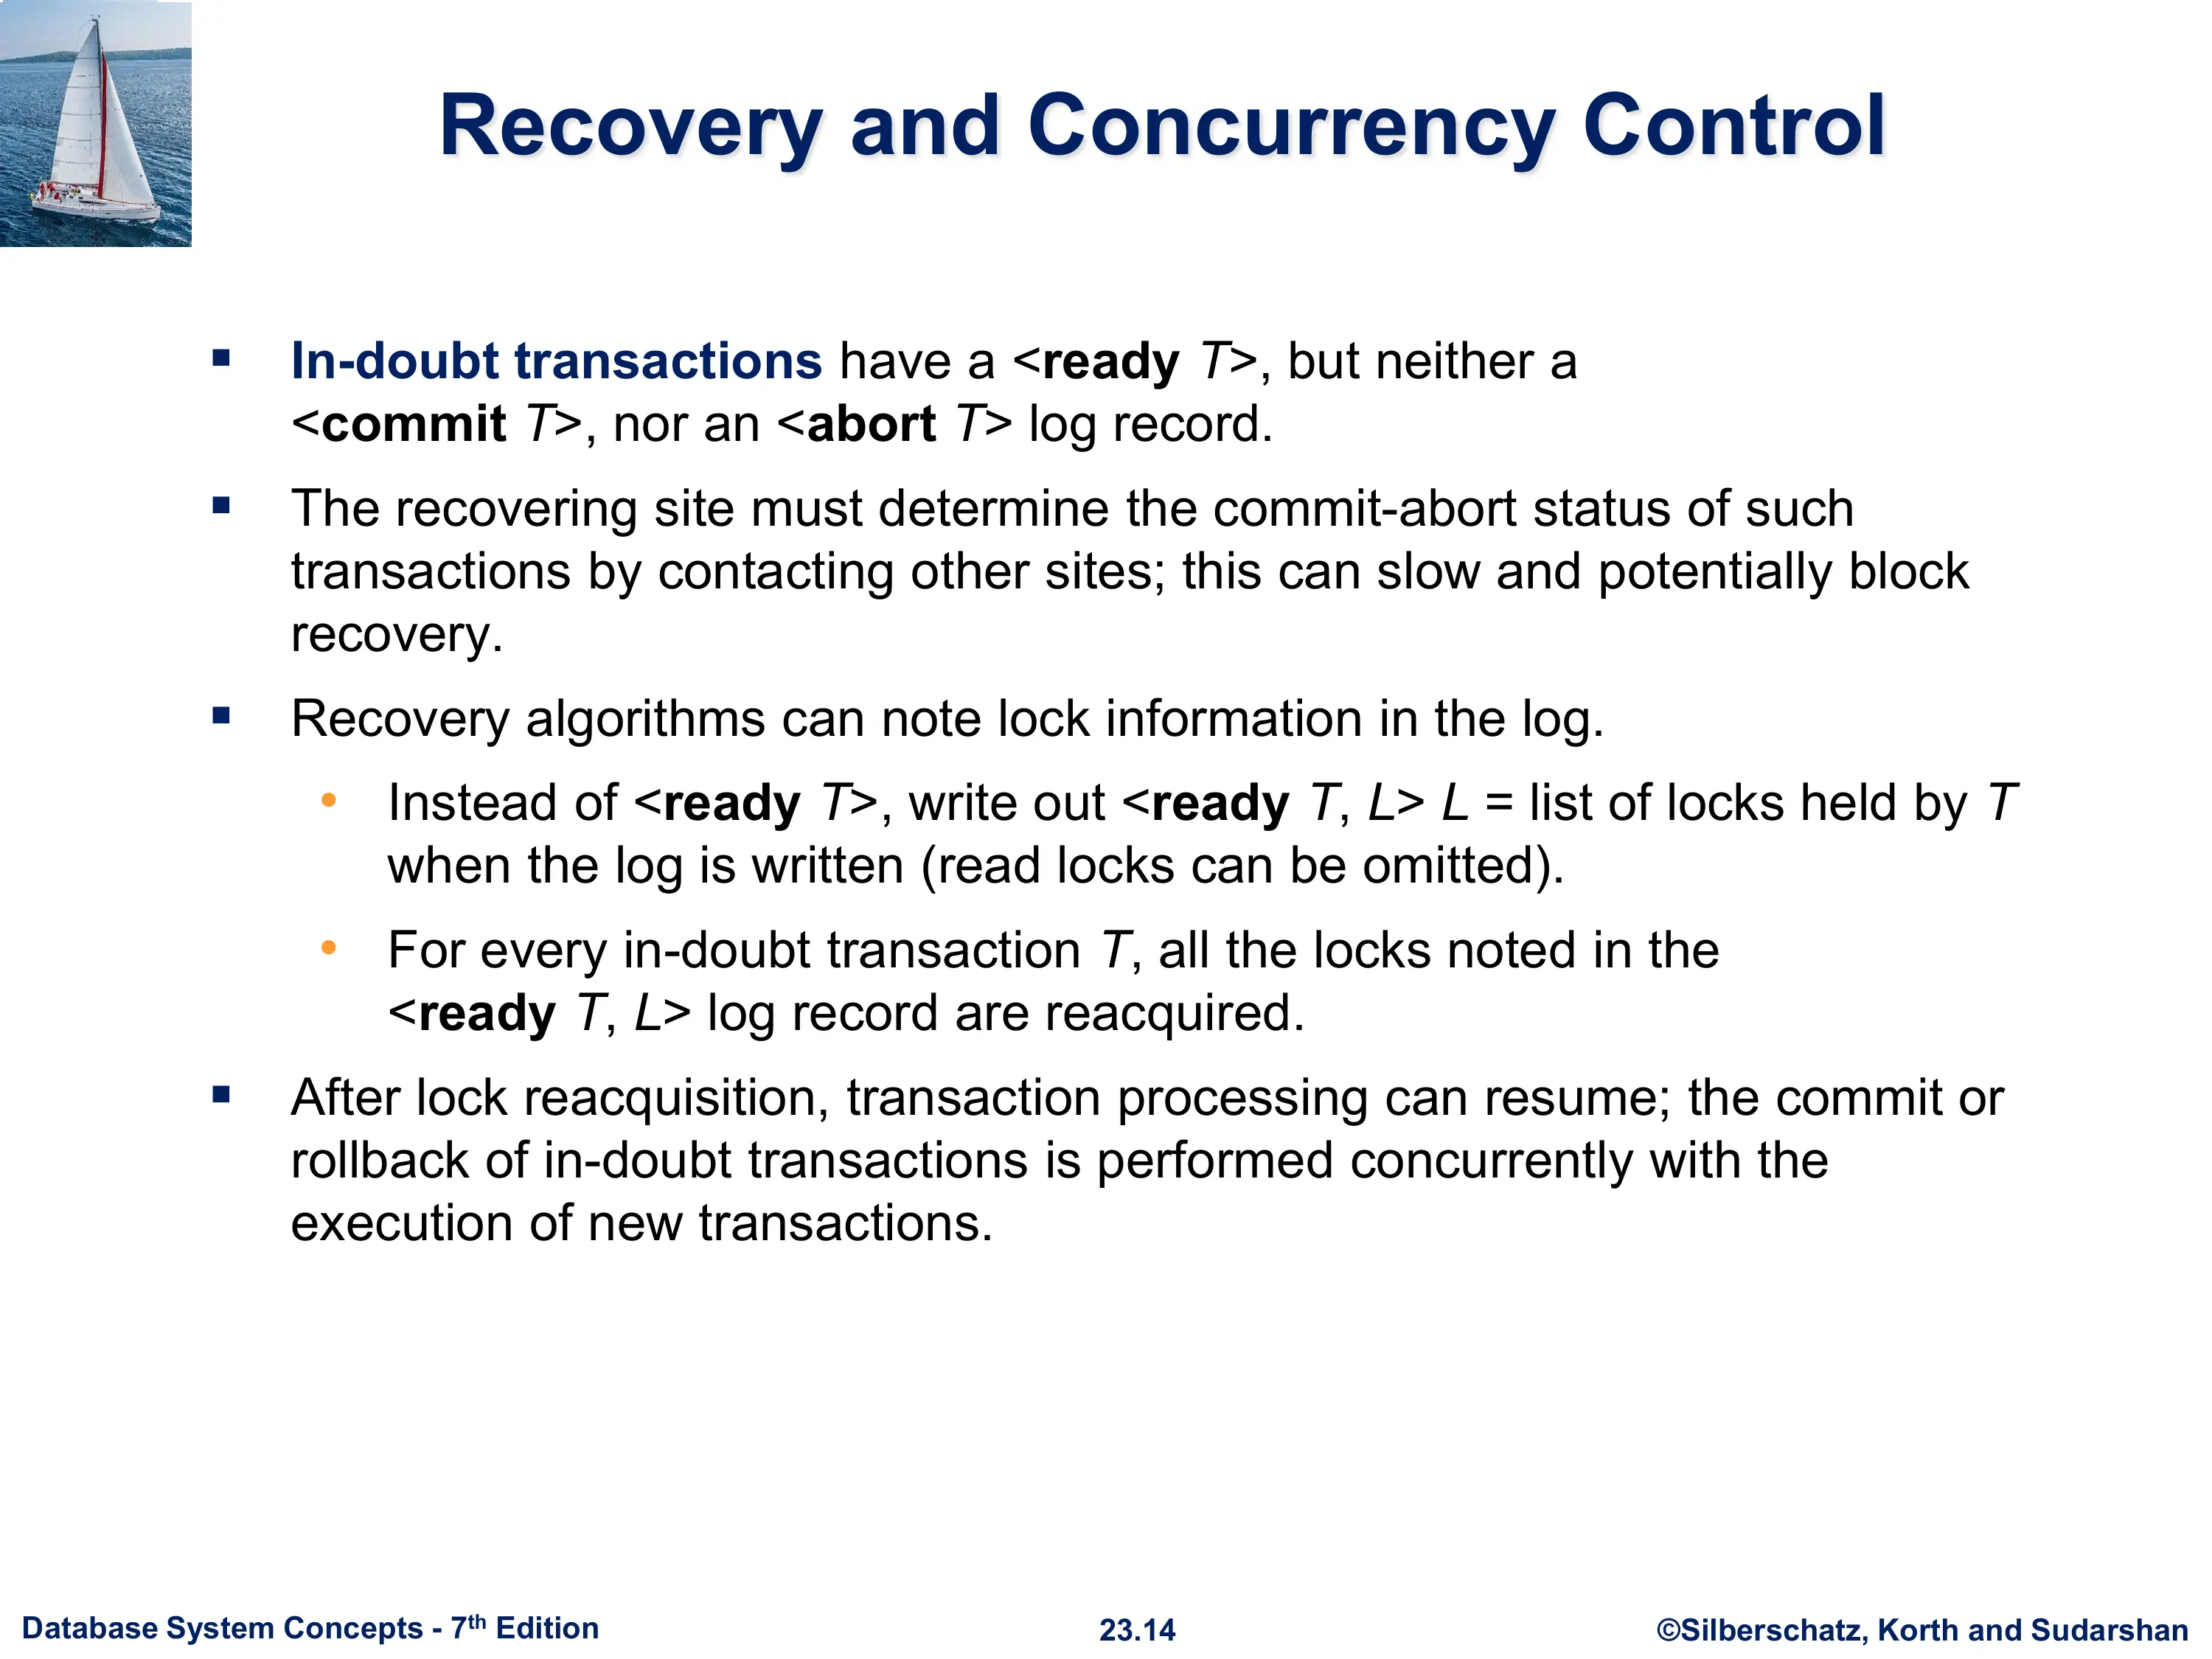 Recovery and Concurrency Control
▪ In-doubt transactions have a <ready T>, but neither a
<commit T>, nor an <abort T> log record.
▪ The recovering site must determine the commit-abort status of such
transactions by contacting other sites; this can slow and potentially block
recovery.
▪ Recovery algorithms can note lock information in the log.
• Instead of <ready T>, write out <ready T, L> L = list of locks held by T
when the log is written (read locks can be omitted).
• For every in-doubt transaction T, all the locks noted in the
<ready T, L> log record are reacquired.
▪ After lock reacquisition, transaction processing can resume; the commit or
rollback of in-doubt transactions is performed concurrently with the
execution of new transactions.
Database System Concepts - 7th Edition
23.14
©Silberschatz, Korth and Sudarshan